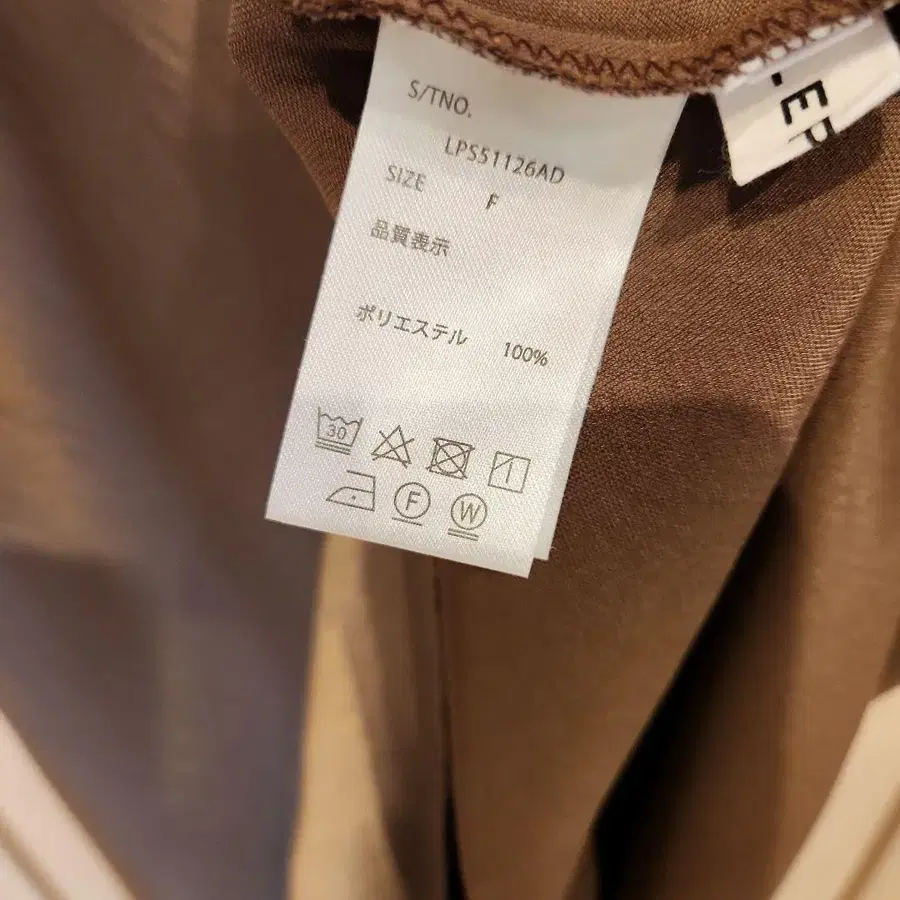 S/TNO.
LPS51126AD
SIZE F
品質表示
ポリエステル 100%
30
F W